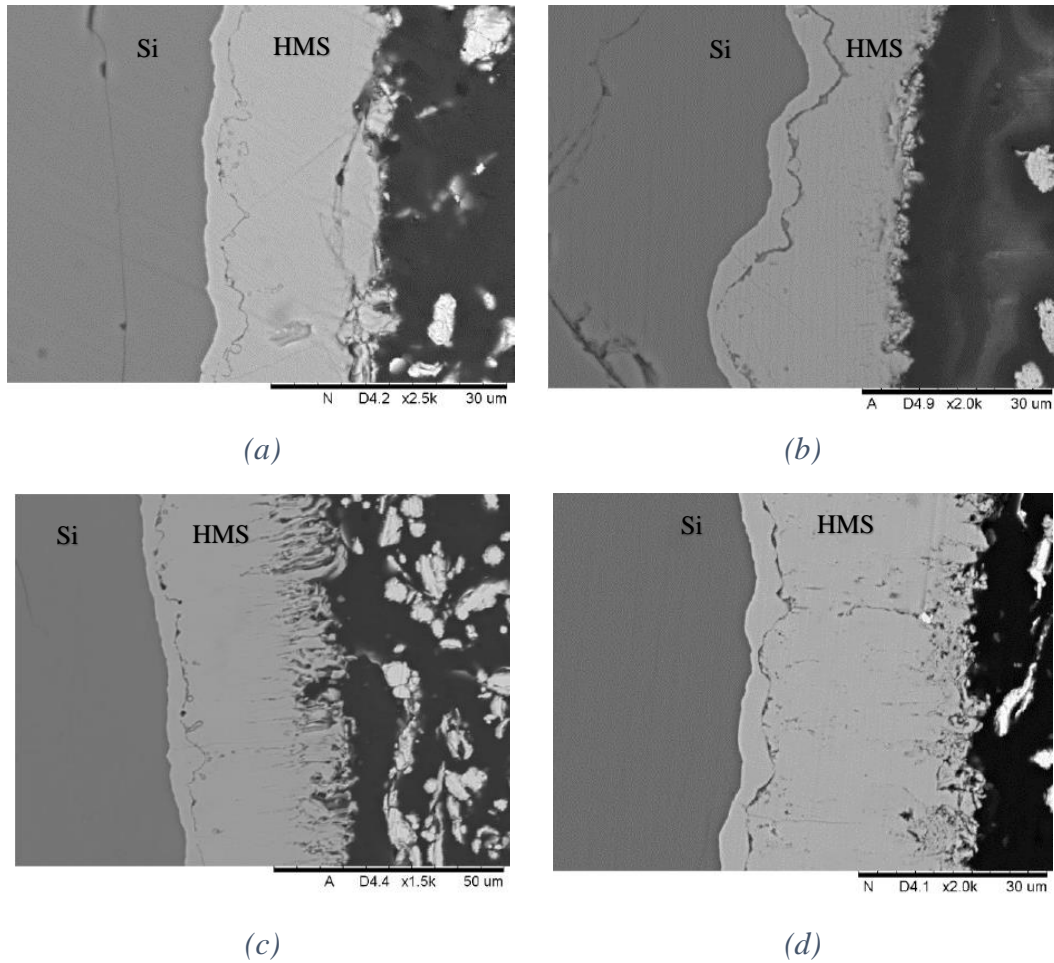 Si HMS
N D4.2 x2.5k 30 um
(a)
Si HMS
A D4.9 x2.0k 30 um
(b)
Si HMS
A D4.4 x1.5k 50 um
(c)
Si HMS
N D4.1 x2.0k 30 um
(d)